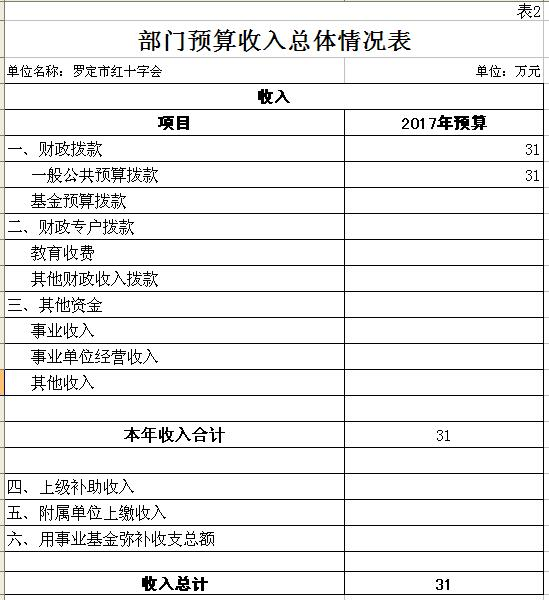 表2
部门预算收入总体情况表
单位名称：罗定市红十字会 单位：万元
收入
项目 2017年预算
一、财政拨款 31
一般公共预算拨款 31
基金预算拨款
二、财政专户拨款
教育收费
其他财政收入拨款
三、其他资金
事业收入
事业单位经营收入
其他收入
本年收入合计 31
四、上级补助收入
五、附属单位上缴收入
六、用事业基金弥补收支总额
收入总计 31